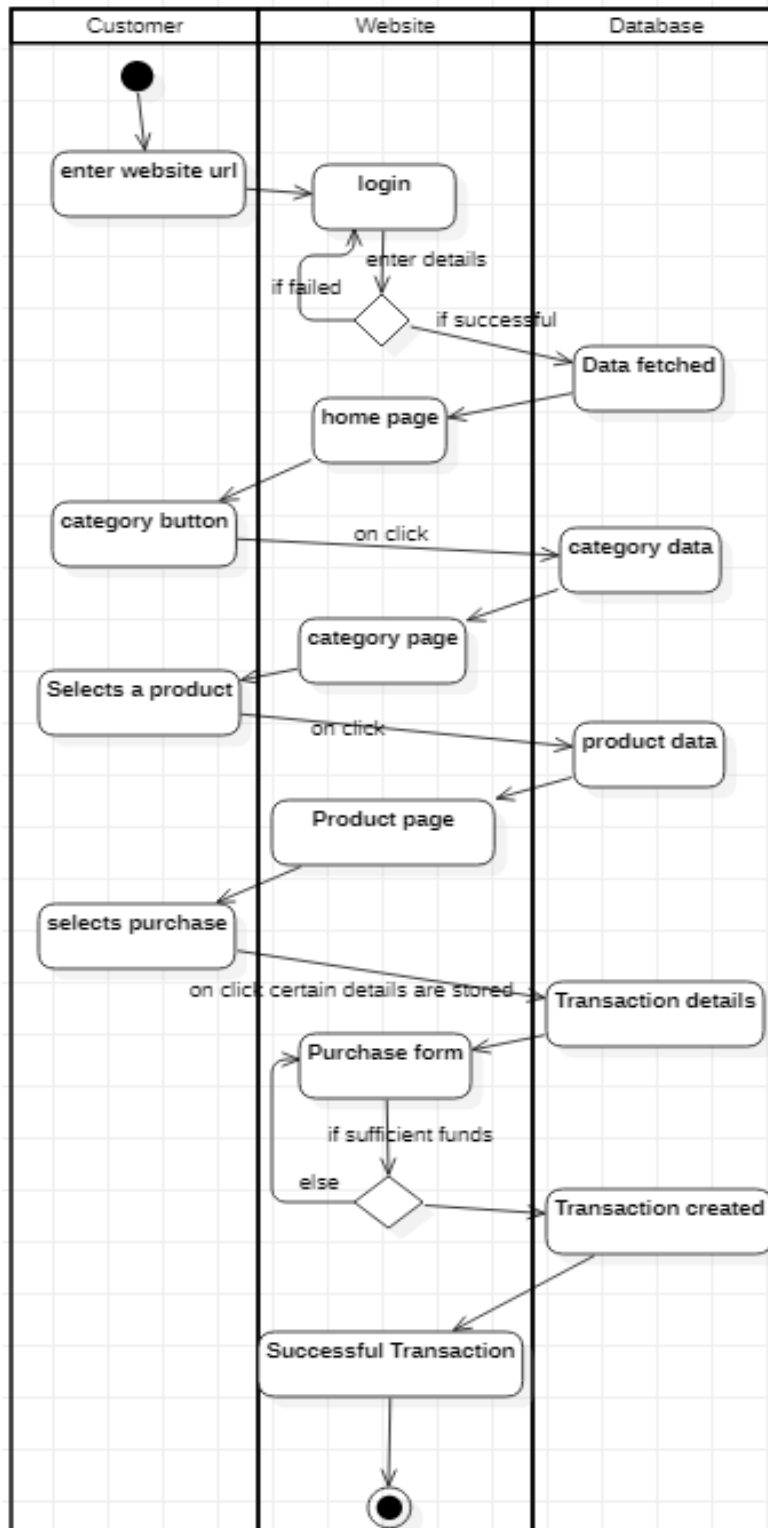 Customer
Website
Database
enter website url
login
enter details
if failed
if successful
Data fetched
home page
category button
on click
category data
category page
Selects a product
on click
product data
Product page
selects purchase
on click certain details are stored
Transaction details
Purchase form
if sufficient funds
else
Transaction created
Successful Transaction